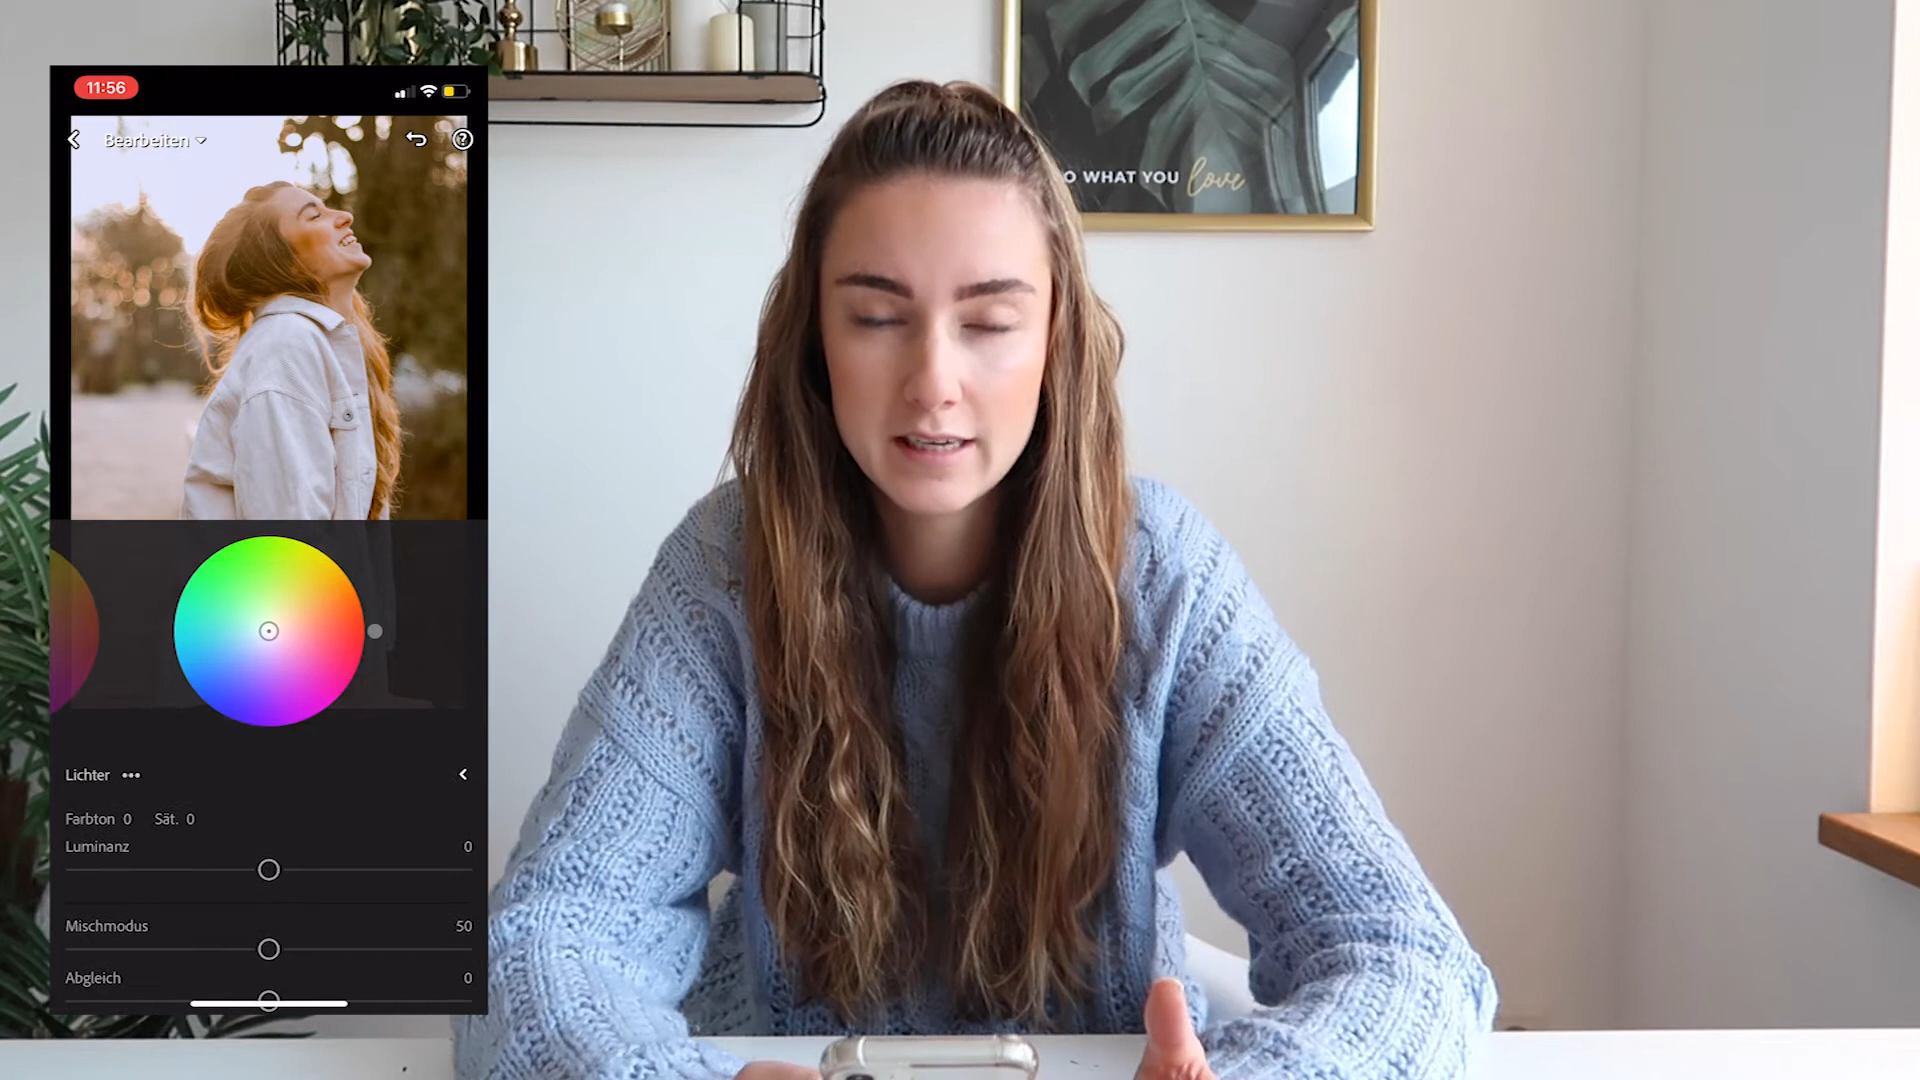 11:56
Bearbeiten
Lichter •••
Farbton 0 Sät. 0
Luminanz 0
Mischmodus 50
Abgleich 0
O WHAT YOU love